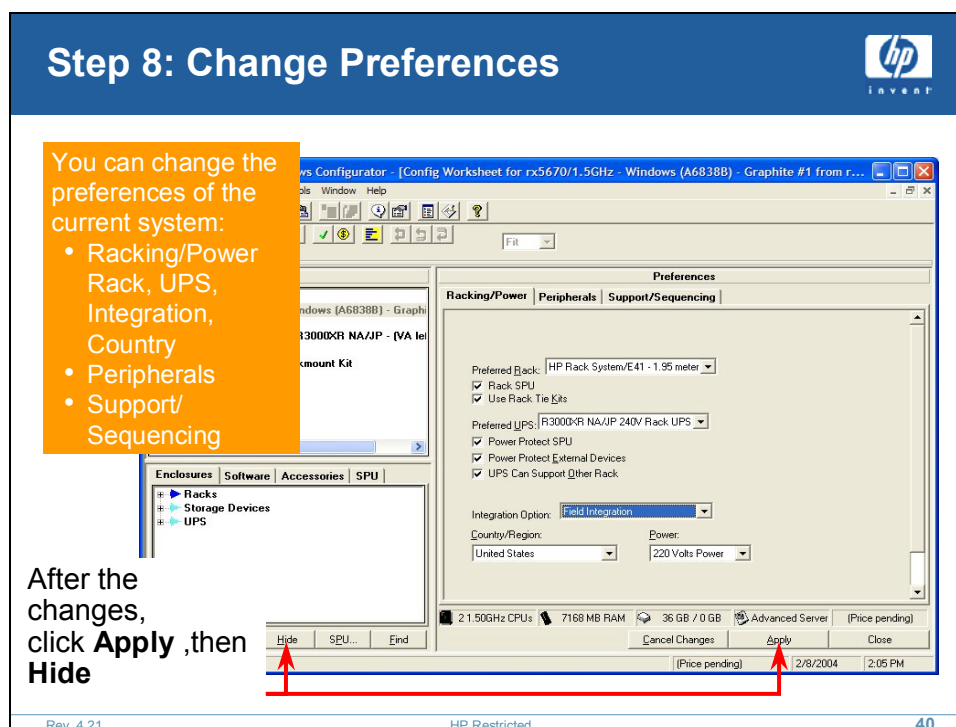 Step 8: Change Preferences
hp
invent
You can change the
preferences of the
current system:
• Racking/Power
Rack, UPS,
Integration,
Country
• Peripherals
• Support/
Sequencing
Configurator - [Config Worksheet for rx5670/1.5GHz - Windows (A6838B) - Graphite #1 from r...
Window Help
Fit
(A6838B) - Graphi
R3000XR NA/JP - (VA lef
Kit
Enclosures Software Accessories SPU
Racks
Storage Devices
UPS
Preferences
Racking/Power Peripherals Support/Sequencing
Preferred Rack: HP Rack System/E41 - 1.95 meter
Rack SPU
Use Rack Tie Kits
Preferred UPS: R3000XR NA/JP 240V Rack UPS
Power Protect SPU
Power Protect External Devices
UPS Can Support Other Rack
Integration Option: Field Integration
Country/Region: Power:
United States 220 Volts Power
2 1.50GHz CPUs 7168 MB RAM 36 GB / 0 GB Advanced Server (Price pending)
Hide SPU... Find Cancel Changes Apply Close
(Price pending) 2/8/2004 2:05 PM
After the
changes,
click Apply ,then
Hide
Rev. 4.21 HP Restricted 40